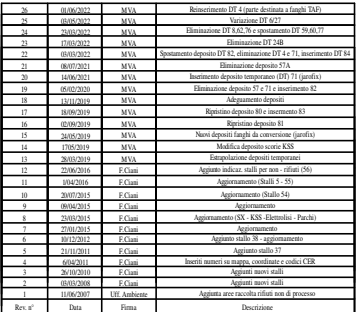 26 01/06/2022 MVA Reinserimento DT 4 (parte destinata a fanghi TAF)
25 03/05/2022 MVA Variazione DT 6/27
24 23/03/2022 MVA Eliminazione DT 8,62,76 e spostamento DT 59,60,77
23 17/03/2022 MVA Eliminazione DT 24B
22 03/03/2022 MVA Spostamento deposito DT 82, eliminazione DT 4 e 71, inserimento DT 84
21 08/07/2021 MVA Eliminazione deposito 57A
20 14/06/2021 MVA Inserimento deposito temporaneo (DT) 71 (jarofix)
19 05/02/2020 MVA Eliminazione deposito 57 e 71 e inserimento 82
18 13/11/2019 MVA Adeguamento depositi
17 18/09/2019 MVA Ripristino deposito 80 e insermento 83
16 02/09/2019 MVA Ripristino deposito 81
15 24/05/2019 MVA Nuovi depositi fanghi da conversione (jarofix)
14 1705/2019 MVA Modifica deposito scorie KSS
13 28/03/2019 MVA Estrapolazione depositi temporanei
12 22/06/2016 F.Ciani Aggiunto indicaz. stalli per non - rifiuti (56)
11 1/04/2016 F.Ciani Aggiornamento (Stalli 5 - 55)
10 20/07/2015 F.Ciani Aggiornamento (Stallo 54)
9 09/04/2015 F.Ciani Aggiornamento
8 23/03/2015 F.Ciani Aggiornamento (SX - KSS -Elettrolisi - Parchi)
7 27/01/2015 F.Ciani Aggiornamento
6 10/12/2012 F.Ciani Aggiunto stallo 38 - aggiornamento
5 21/11/2011 F.Ciani Aggiunto stallo 37
4 6/04/2011 F.Ciani Inseriti numeri su mappa, coordinate e codici CER
3 26/10/2010 F.Ciani Aggiunti nuovi stalli
2 03/03/2008 F.Ciani Aggiunti nuovi stalli
1 11/06/2007 Uff. Ambiente Aggiunta aree raccolta rifiuti non di processo
Rev. n° Data Firma Descrizione